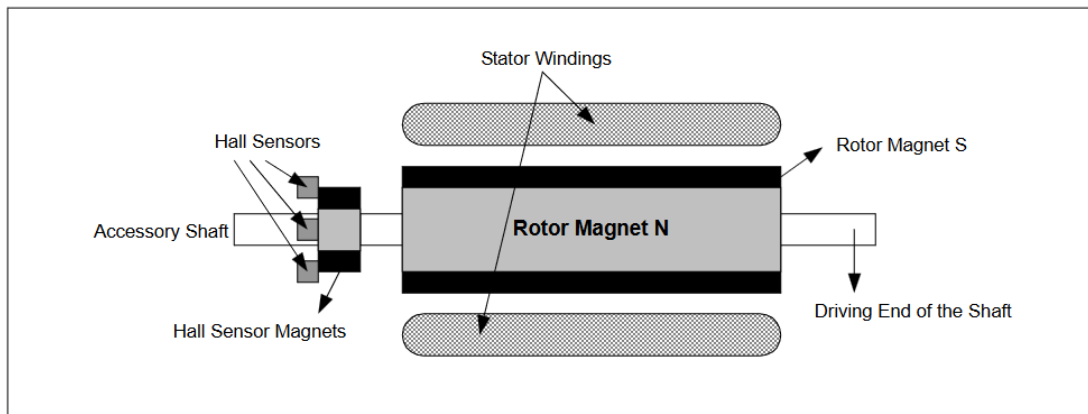 Stator Windings
Hall Sensors
Rotor Magnet S
Accessory Shaft
Rotor Magnet N
Hall Sensor Magnets
Driving End of the Shaft